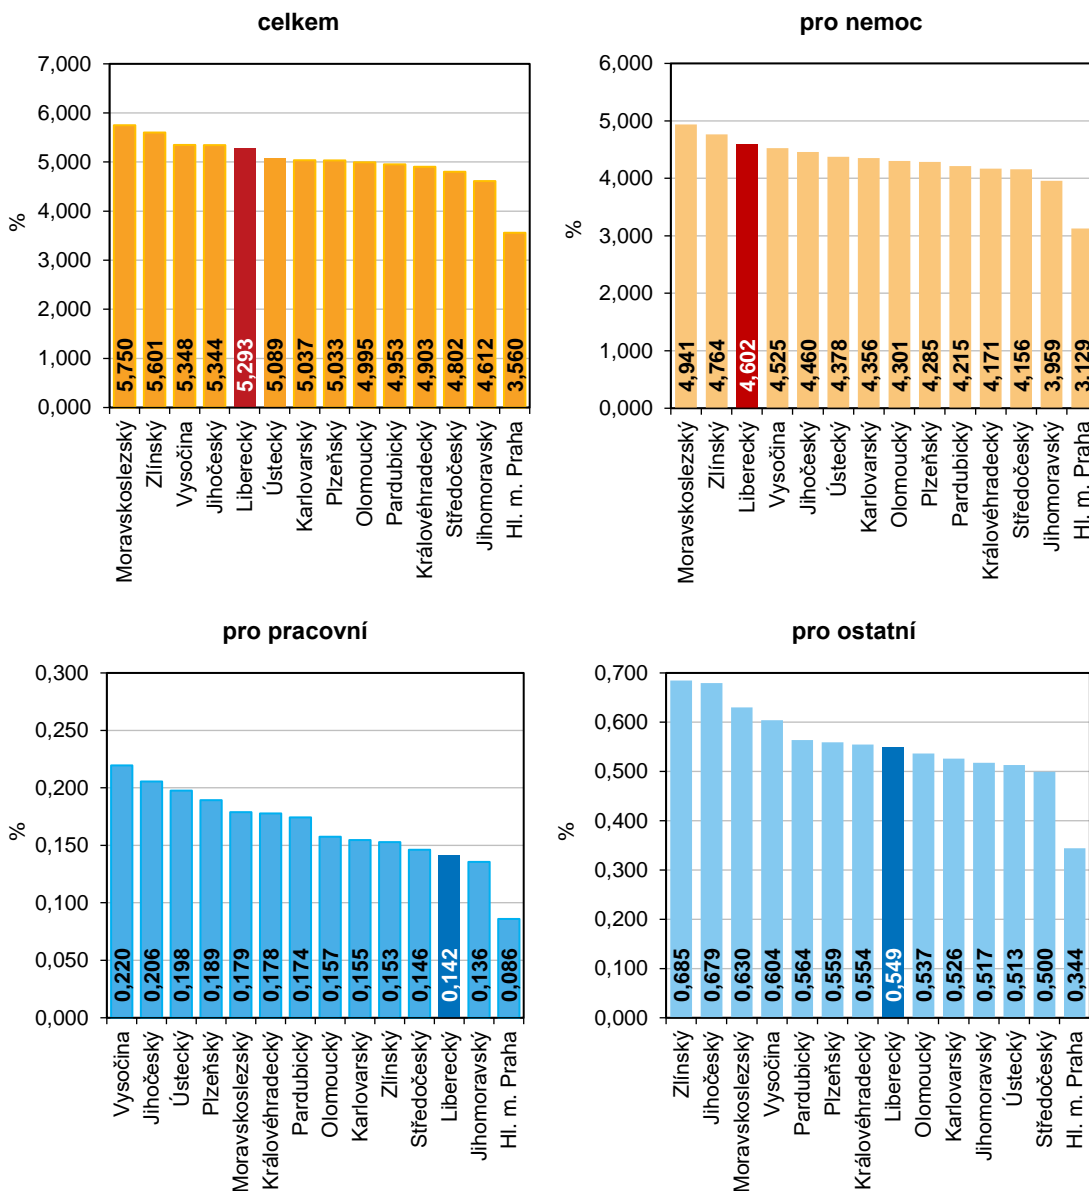 celkem
7,000
6,000
5,000
4,000
3,000
2,000
1,000
0,000
%
5,750
5,601
5,348
5,344
5,293
5,089
5,037
5,033
4,995
4,953
4,903
4,802
4,612
3,560
Moravskoslezský
Zlínský
Vysočina
Jihočeský
Liberecký
Ústecký
Karlovarský
Plzeňský
Olomoucký
Pardubický
Královéhradecký
Středočeský
Jihomoravský
Hl. m. Praha
pro nemoc
6,000
5,000
4,000
3,000
2,000
1,000
0,000
%
4,941
4,764
4,602
4,525
4,460
4,378
4,356
4,301
4,285
4,215
4,171
4,156
3,959
3,129
Moravskoslezský
Zlínský
Liberecký
Vysočina
Jihočeský
Ústecký
Karlovarský
Olomoucký
Plzeňský
Pardubický
Královéhradecký
Středočeský
Jihomoravský
Hl. m. Praha
pro pracovní
0,300
0,250
0,200
0,150
0,100
0,050
0,000
%
0,220
0,206
0,198
0,189
0,179
0,178
0,174
0,157
0,155
0,153
0,146
0,142
0,136
0,086
Vysočina
Jihočeský
Ústecký
Plzeňský
Moravskoslezský
Královéhradecký
Pardubický
Olomoucký
Karlovarský
Zlínský
Středočeský
Liberecký
Jihomoravský
Hl. m. Praha
pro ostatní
0,700
0,600
0,500
0,400
0,300
0,200
0,100
0,000
%
0,685
0,679
0,630
0,604
0,564
0,559
0,554
0,549
0,537
0,526
0,517
0,513
0,500
0,344
Zlínský
Jihočeský
Moravskoslezský
Vysočina
Pardubický
Plzeňský
Královéhradecký
Liberecký
Olomoucký
Karlovarský
Jihomoravský
Ústecký
Středočeský
Hl. m. Praha